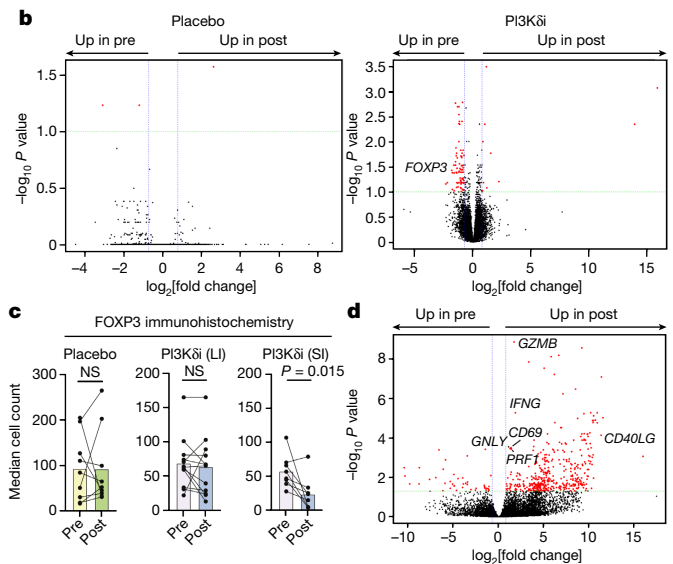 b
Placebo
Up in pre
Up in post
1.5
1.0
0.5
0
−log10 P value
−4
−2
0
2
4
6
8
log2[fold change]
PI3Kδi
Up in pre
Up in post
3.5
3.0
2.5
2.0
1.5
1.0
0.5
0
−log10 P value
FOXP3
−5
0
5
10
15
log2[fold change]
c
FOXP3 immunohistochemistry
Placebo
PI3Kδi (LI)
PI3Kδi (SI)
NS
NS
P = 0.015
300
200
100
0
Median cell count
Pre
Post
200
150
100
50
0
Pre
Post
200
150
100
50
0
Pre
Post
d
Up in pre
Up in post
8
6
4
2
0
−log10 P value
GZMB
IFNG
GNLY
CD69
CD40LG
PRF1
−10
−5
0
5
10
15
log2[fold change]